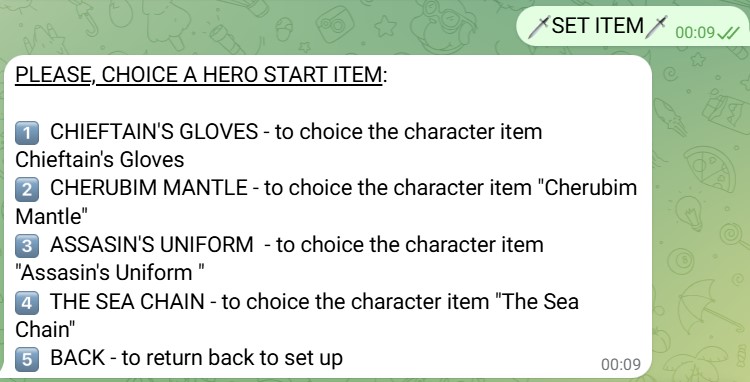 🗡SET ITEM🗡 00:09
PLEASE, CHOICE A HERO START ITEM:
1️⃣ CHIEFTAIN'S GLOVES - to choice the character item
Chieftain's Gloves
2️⃣ CHERUBIM MANTLE - to choice the character item "Cherubim
Mantle"
3️⃣ ASSASIN'S UNIFORM  - to choice the character item
"Assasin's Uniform "
4️⃣ THE SEA CHAIN - to choice the character item "The Sea
Chain"
5️⃣ BACK - to return back to set up
00:09